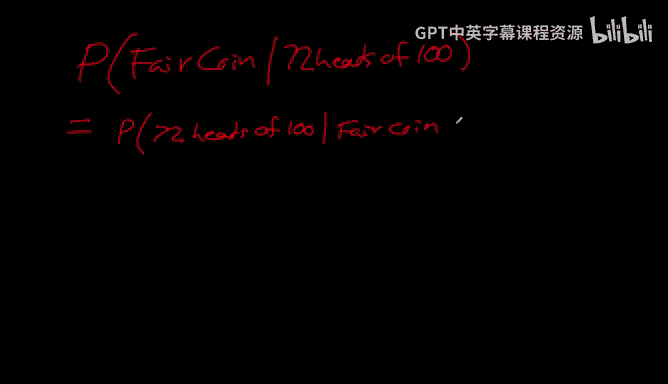 GPT中英字幕课程资源 bilibili
P(Fair Coin | 72 heads of 100)
= P(72 heads of 100 | Fair coin